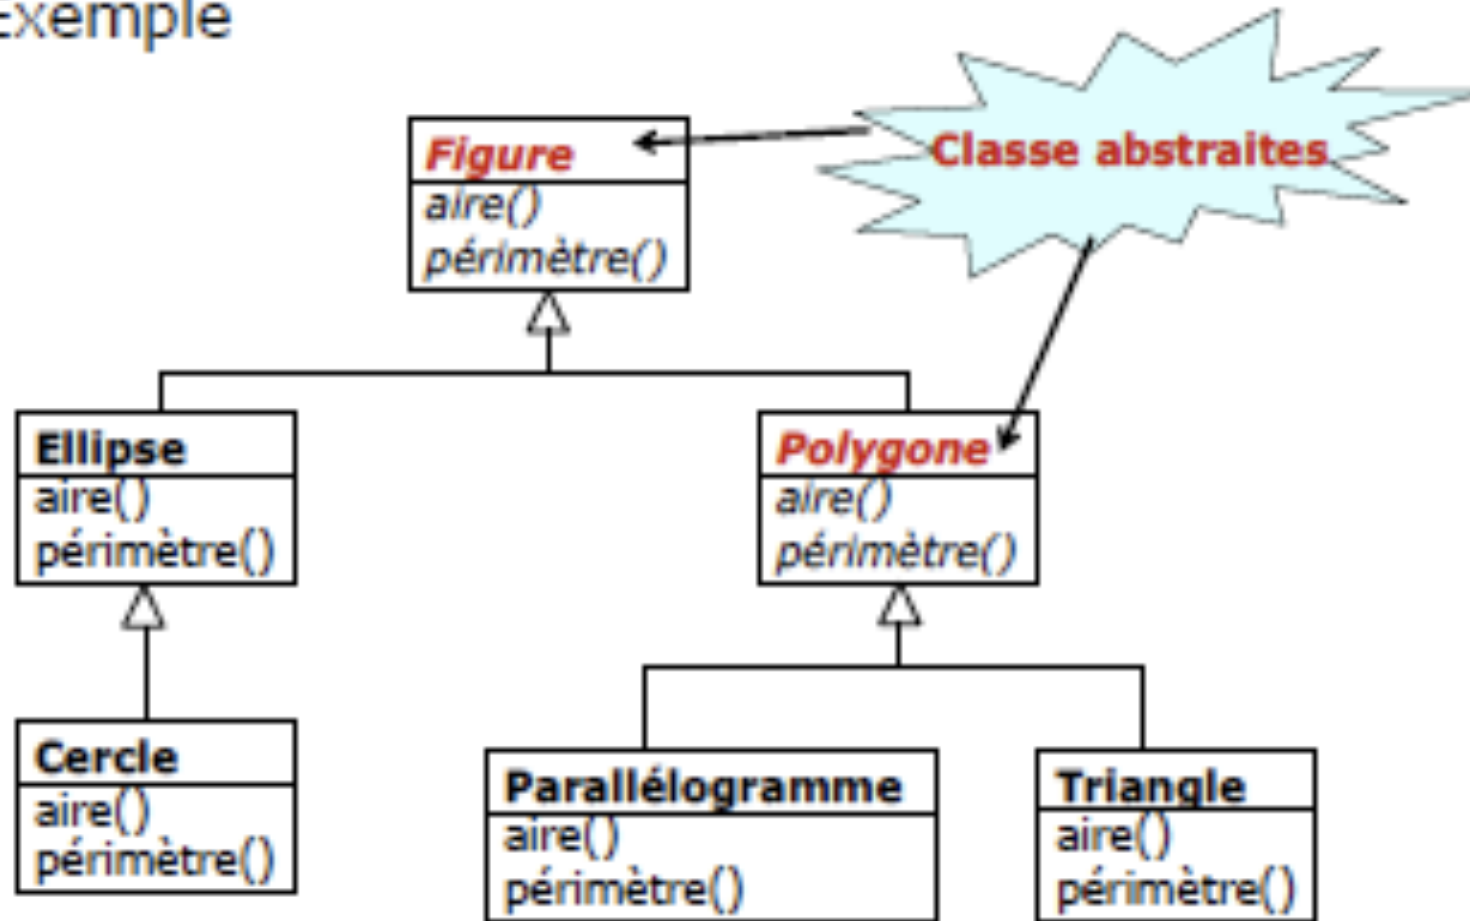 Exemple
Classe abstraites
Figure
aire()
périmètre()
Ellipse
aire()
périmètre()
Polygone
aire()
périmètre()
Cercle
aire()
périmètre()
Parallélogramme
aire()
périmètre()
Triangle
aire()
périmètre()